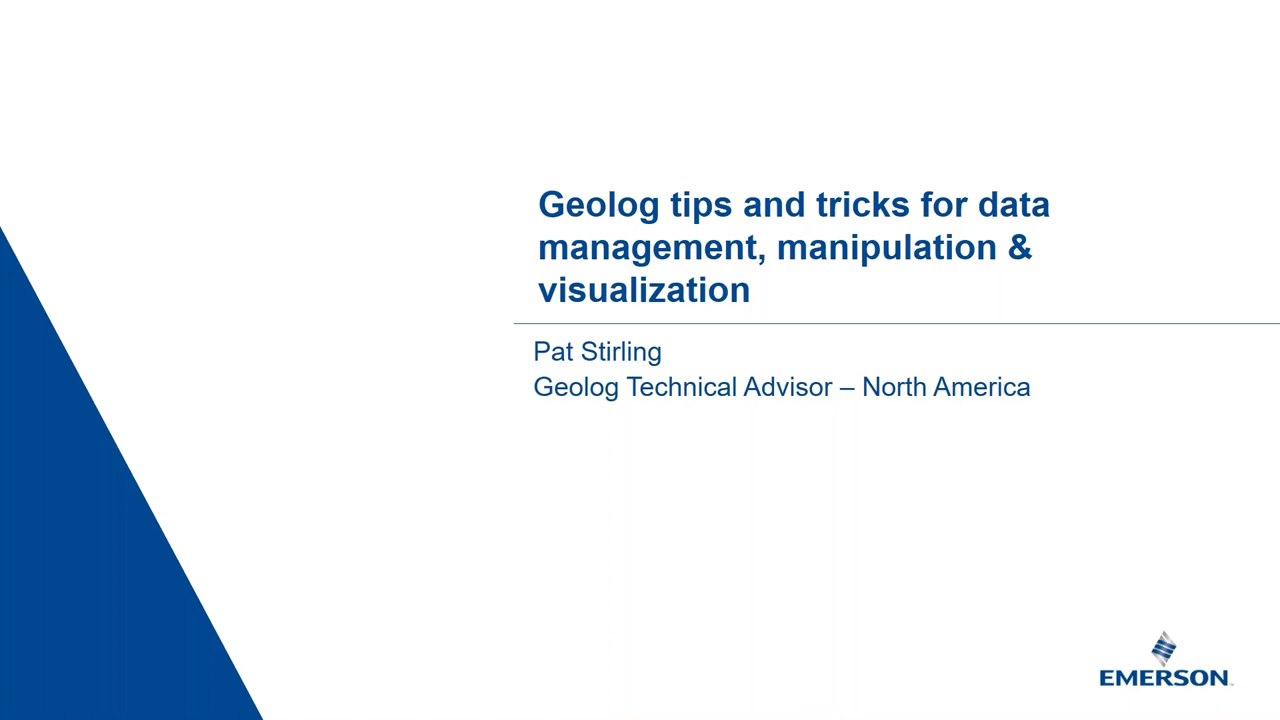 Geolog tips and tricks for data
management, manipulation &
visualization
Pat Stirling
Geolog Technical Advisor – North America
EMERSON